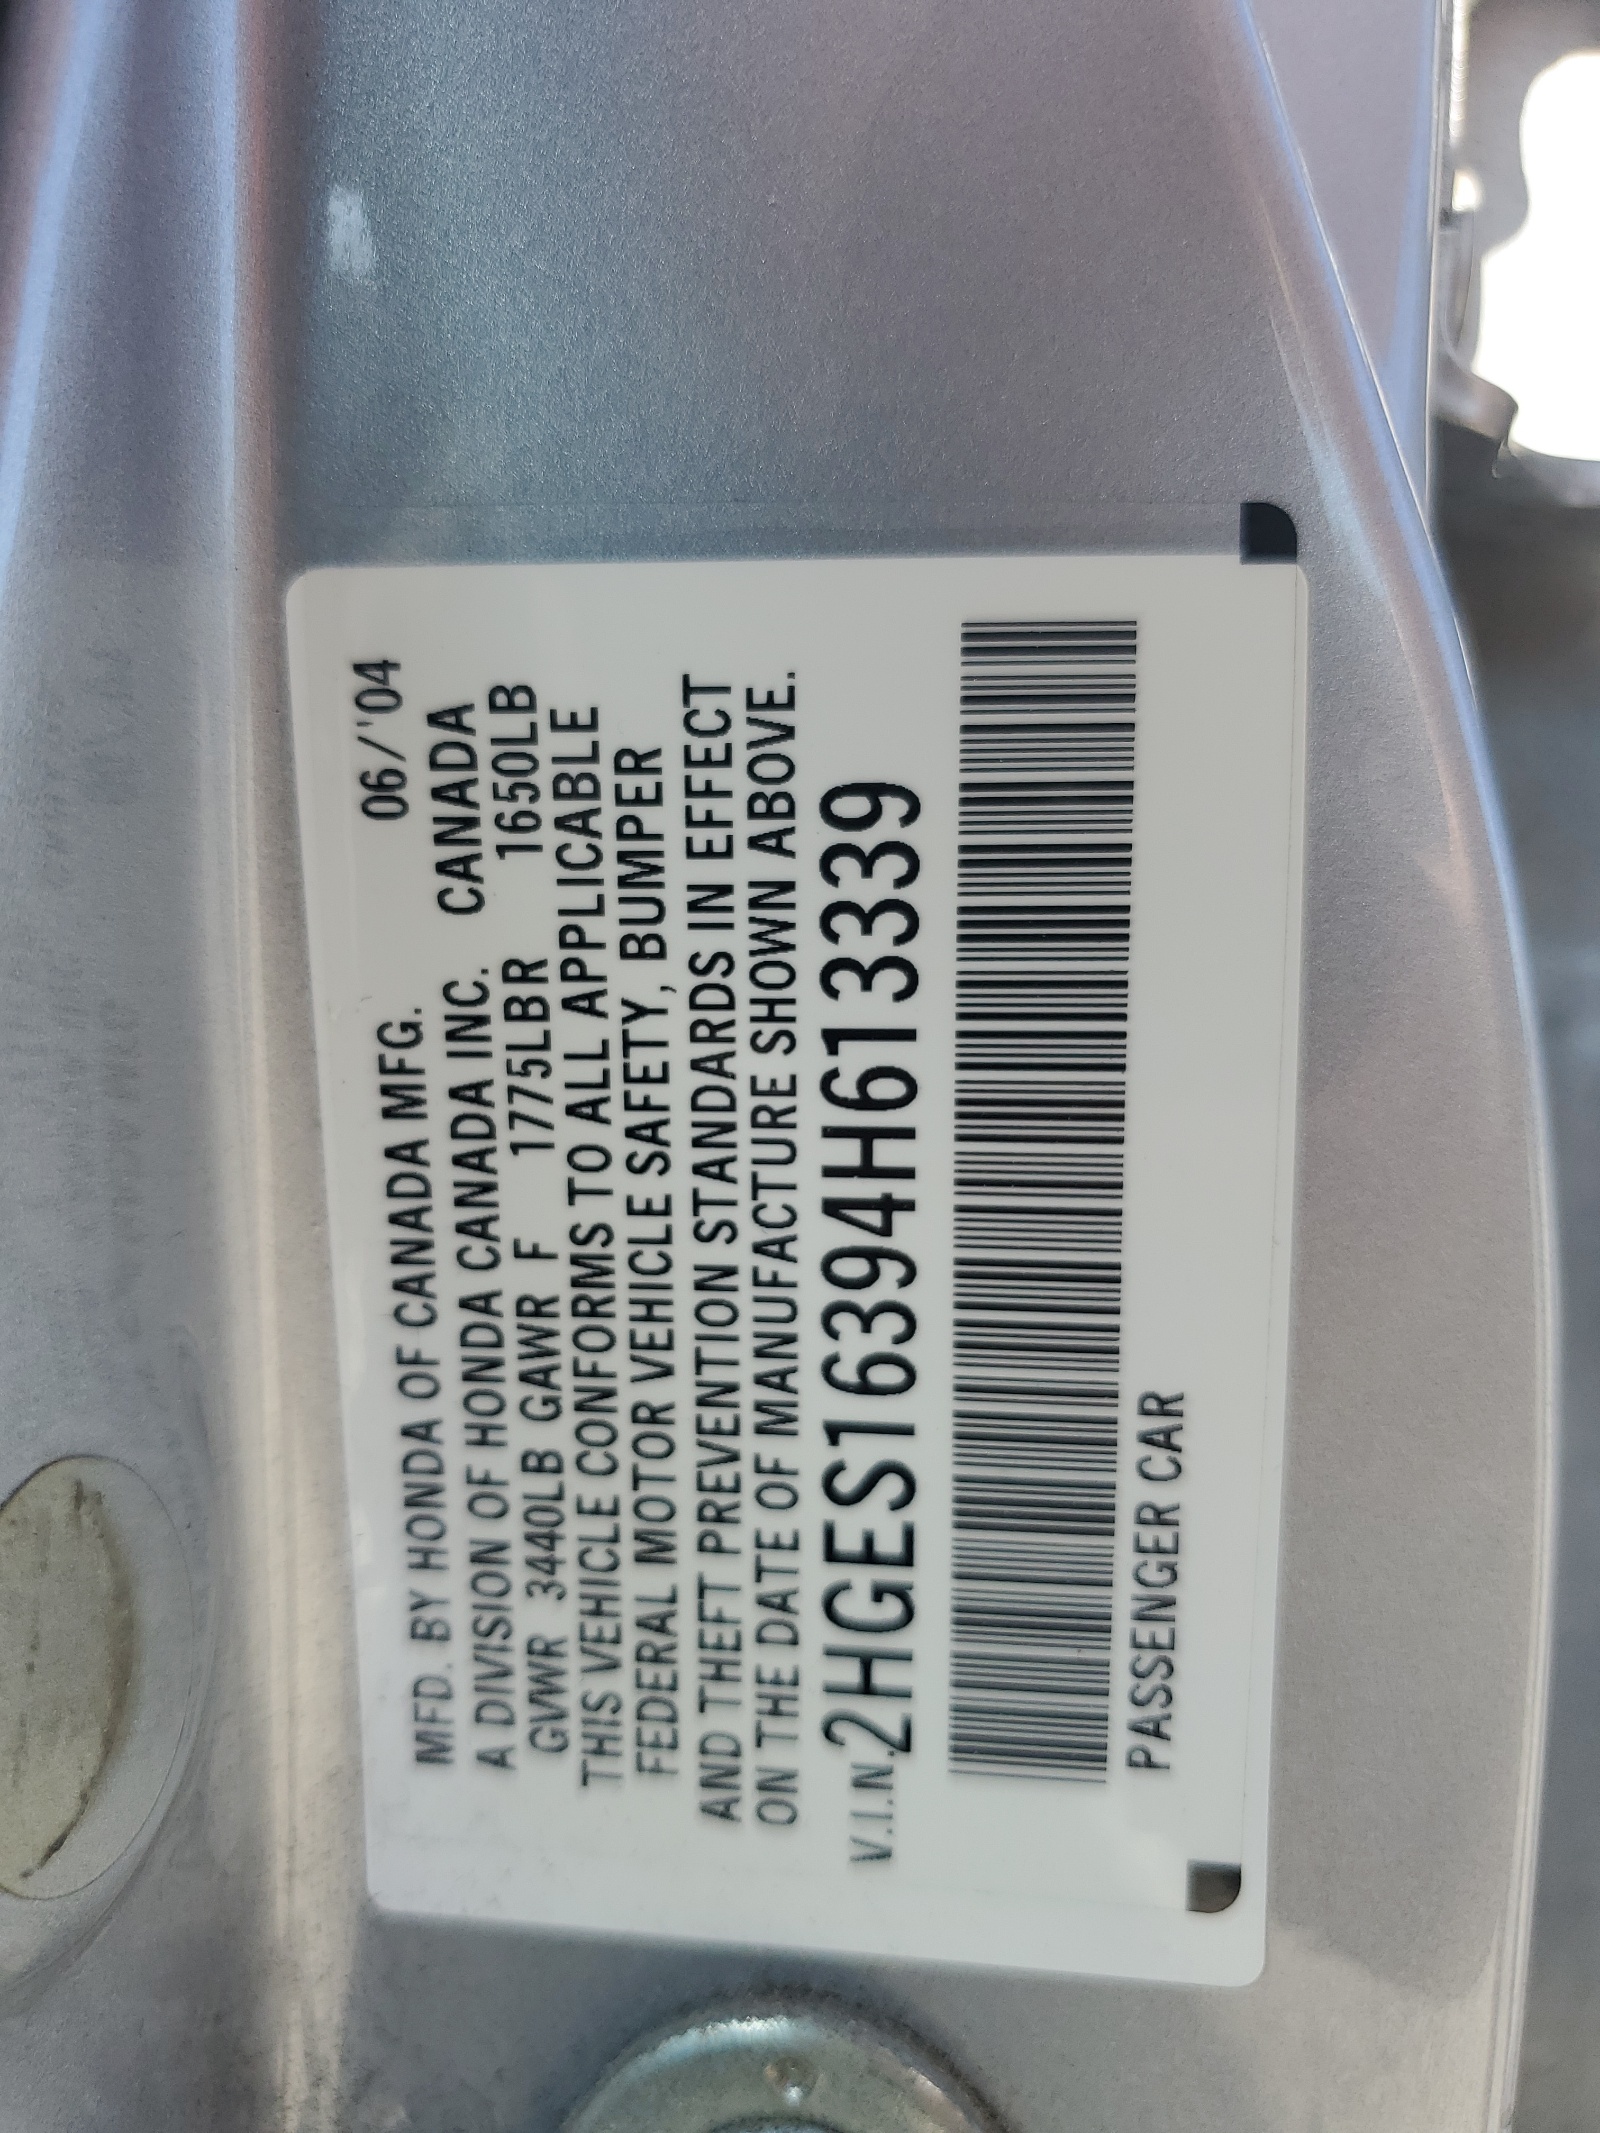 06/'04
MFD. BY HONDA OF CANADA MFG.
A DIVISION OF HONDA CANADA INC. CANADA
GVWR 3440LB GAWR F 1775LBR 1650LB
THIS VEHICLE CONFORMS TO ALL APPLICABLE
FEDERAL MOTOR VEHICLE SAFETY, BUMPER
AND THEFT PREVENTION STANDARDS IN EFFECT
ON THE DATE OF MANUFACTURE SHOWN ABOVE.
V.I.N.2HGES16394H613339
PASSENGER CAR